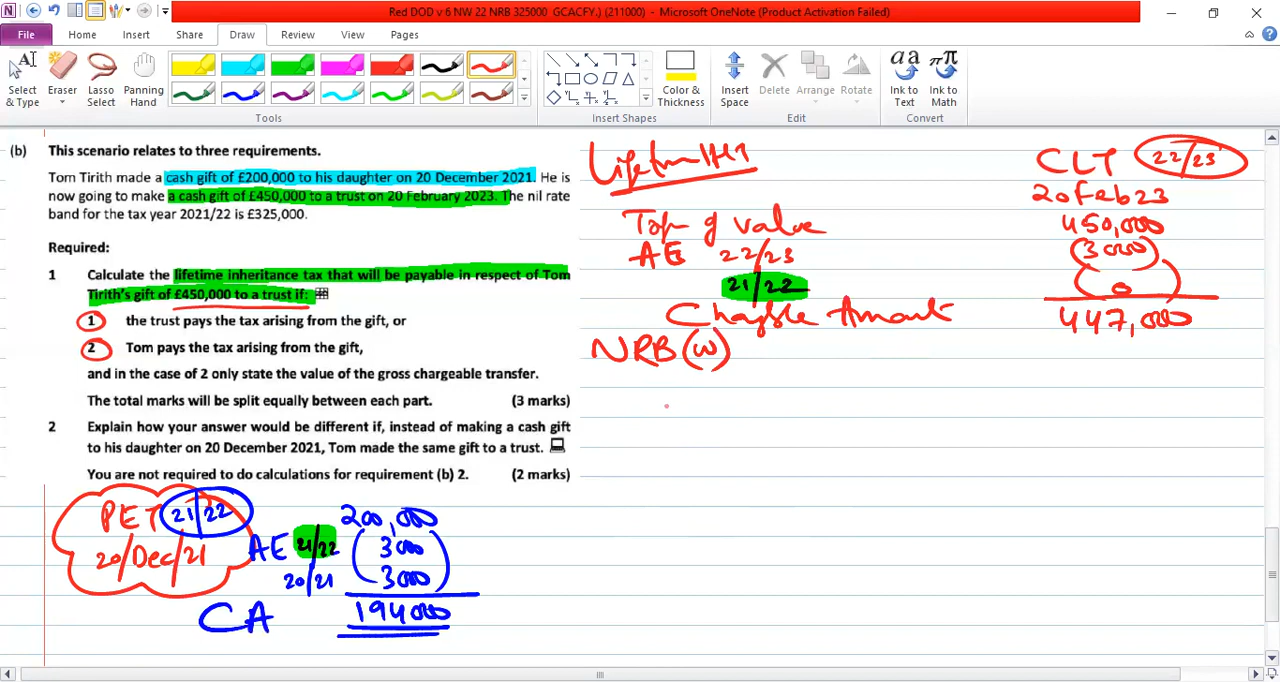 Red DOD v 6 NW 22 NRB 325000 GCACFY.) (211000) - Microsoft OneNote (Product Activation Failed)
File Home Insert Share Draw Review View Pages
Select & Type
Eraser
Lasso Select
Panning Hand
Color & Thickness
Insert Space
Delete
Arrange
Rotate
Ink to Text
Ink to Math
Tools
Insert Shapes
Edit
Convert
(b) This scenario relates to three requirements.
Tom Tirith made a cash gift of £200,000 to his daughter on 20 December 2021. He is
now going to make a cash gift of £450,000 to a trust on 20 February 2023. The nil rate
band for the tax year 2021/22 is £325,000.
Required:
1 Calculate the lifetime inheritance tax that will be payable in respect of Tom
Tirith's gift of £450,000 to a trust if:
1 the trust pays the tax arising from the gift, or
2 Tom pays the tax arising from the gift,
and in the case of 2 only state the value of the gross chargeable transfer.
The total marks will be split equally between each part. (3 marks)
2 Explain how your answer would be different if, instead of making a cash gift
to his daughter on 20 December 2021, Tom made the same gift to a trust.
You are not required to do calculations for requirement (b) 2. (2 marks)
PET 21/22
20/Dec/21
200,000
AE 21/22 (3000
20/21 3000)
CA 194000
CLT 22/23
20 Feb 23
value 450,000
AE 22/23 (3000)
21/22 (0)
Amount 447,000
NRB (W)